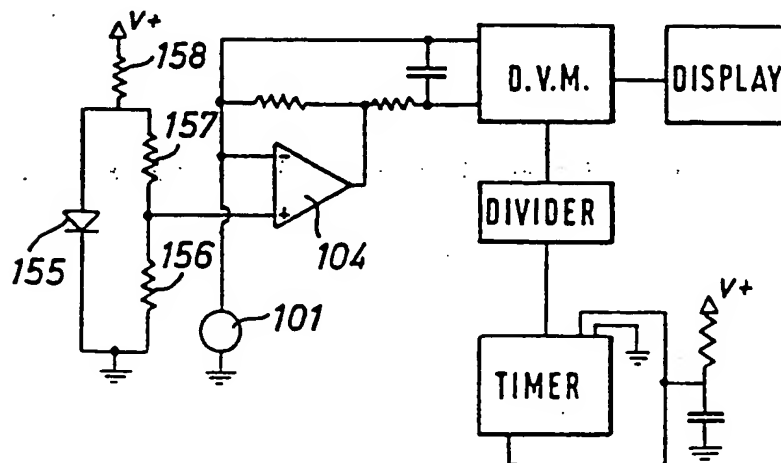 V+
158
157
155
156
-
+
104
101
D.V.M.
DISPLAY
DIVIDER
TIMER
V+